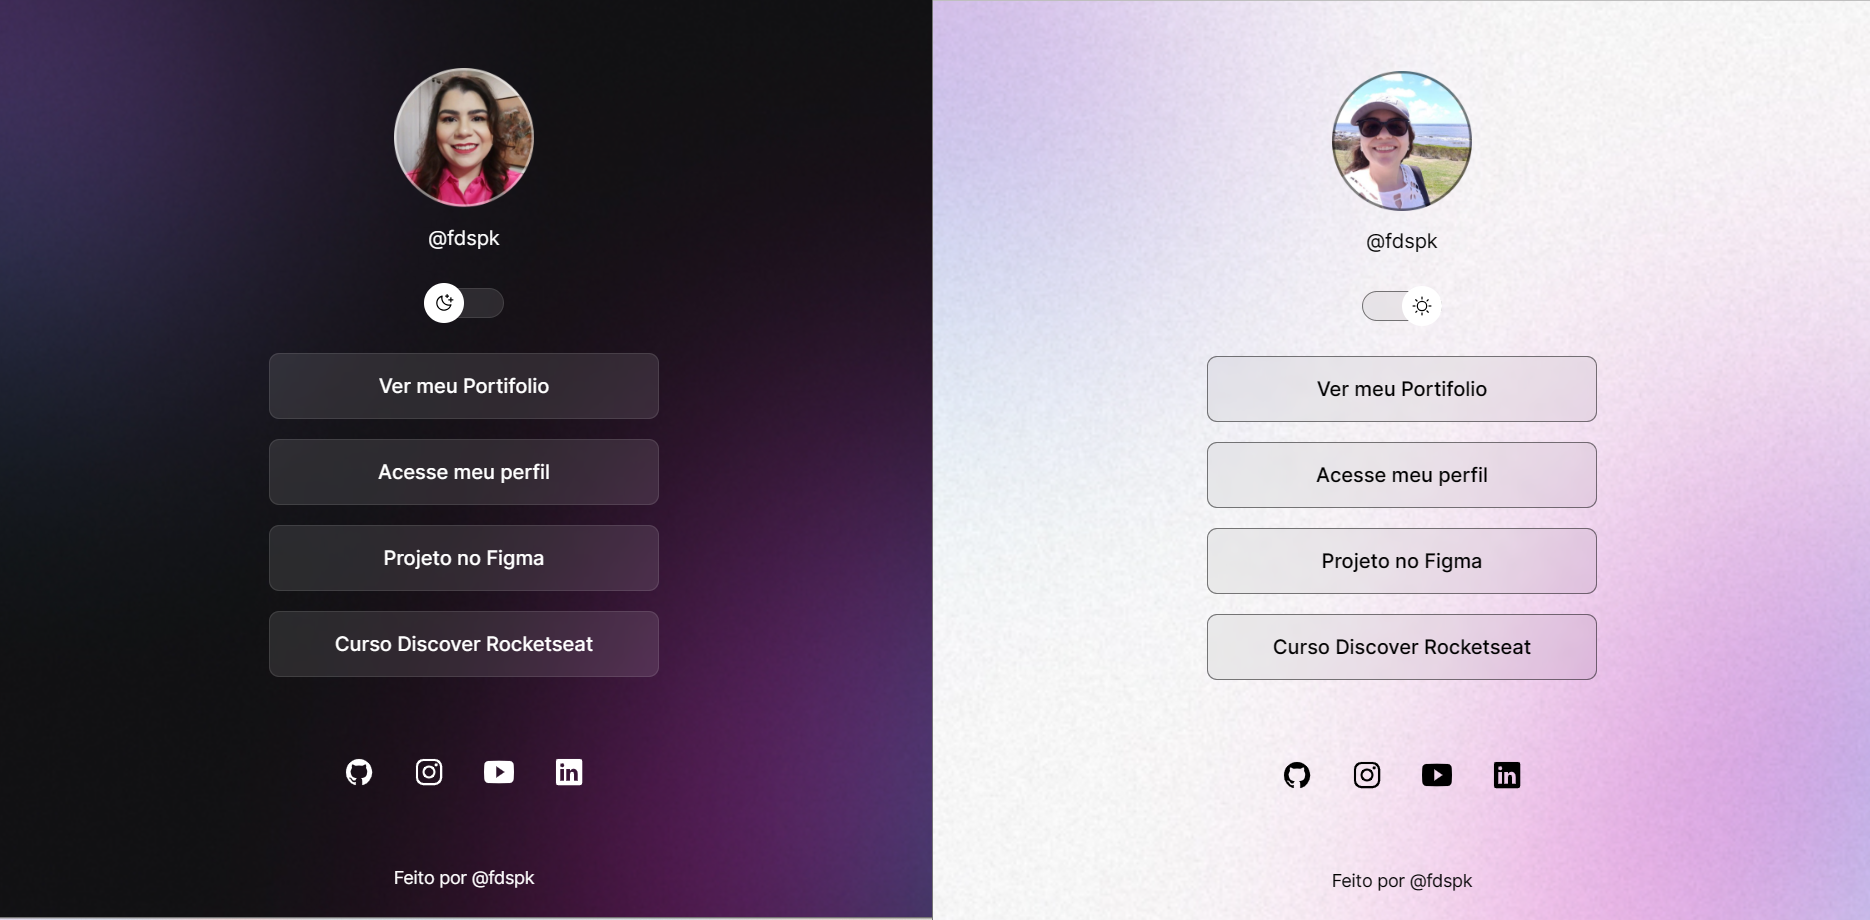 @fdspk
Ver meu Portifolio
Acesse meu perfil
Projeto no Figma
Curso Discover Rocketseat
Feito por @fdspk
@fdspk
Ver meu Portifolio
Acesse meu perfil
Projeto no Figma
Curso Discover Rocketseat
Feito por @fdspk